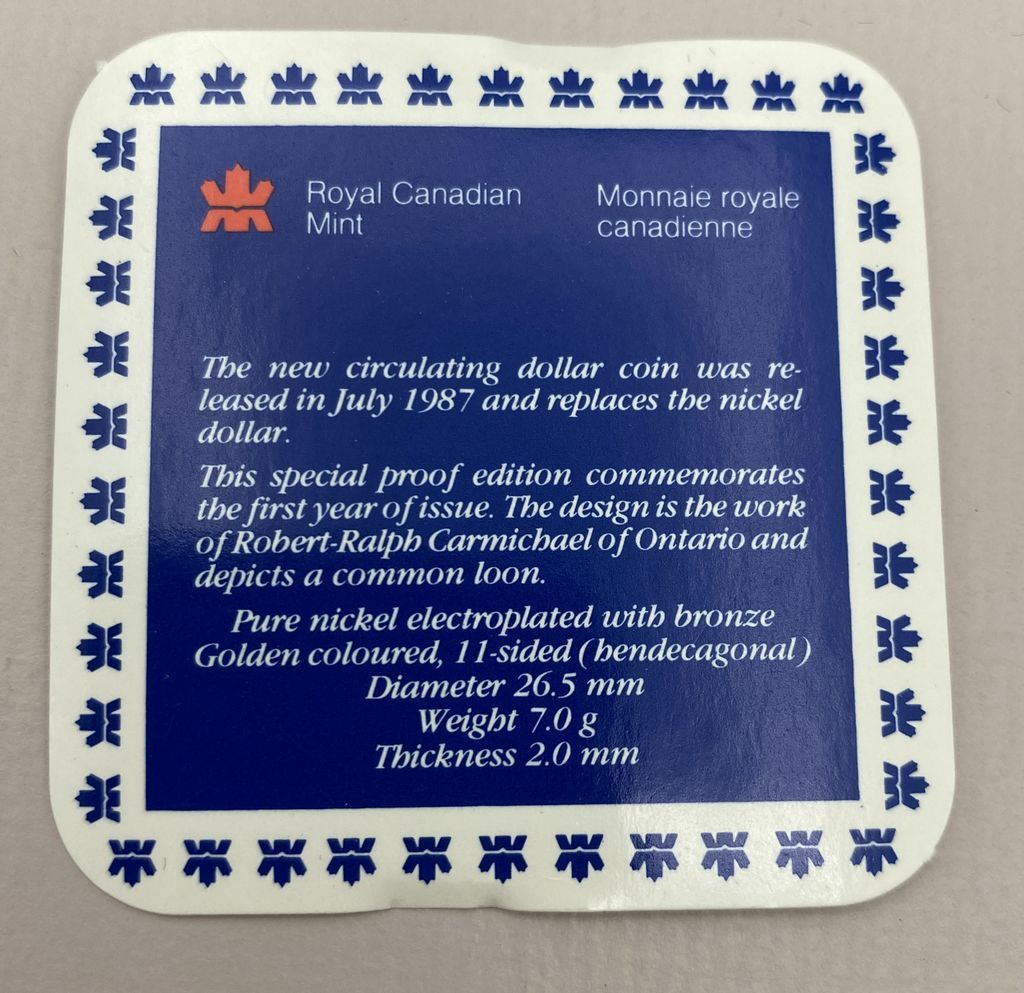 Royal Canadian
Mint
Monnaie royale
canadienne
The new circulating dollar coin was re-
leased in July 1987 and replaces the nickel
dollar.
This special proof edition commemorates
the first year of issue. The design is the work
of Robert-Ralph Carmichael of Ontario and
depicts a common loon.
Pure nickel electroplated with bronze
Golden coloured, 11-sided (hendecagonal)
Diameter 26.5 mm
Weight 7.0 g
Thickness 2.0 mm